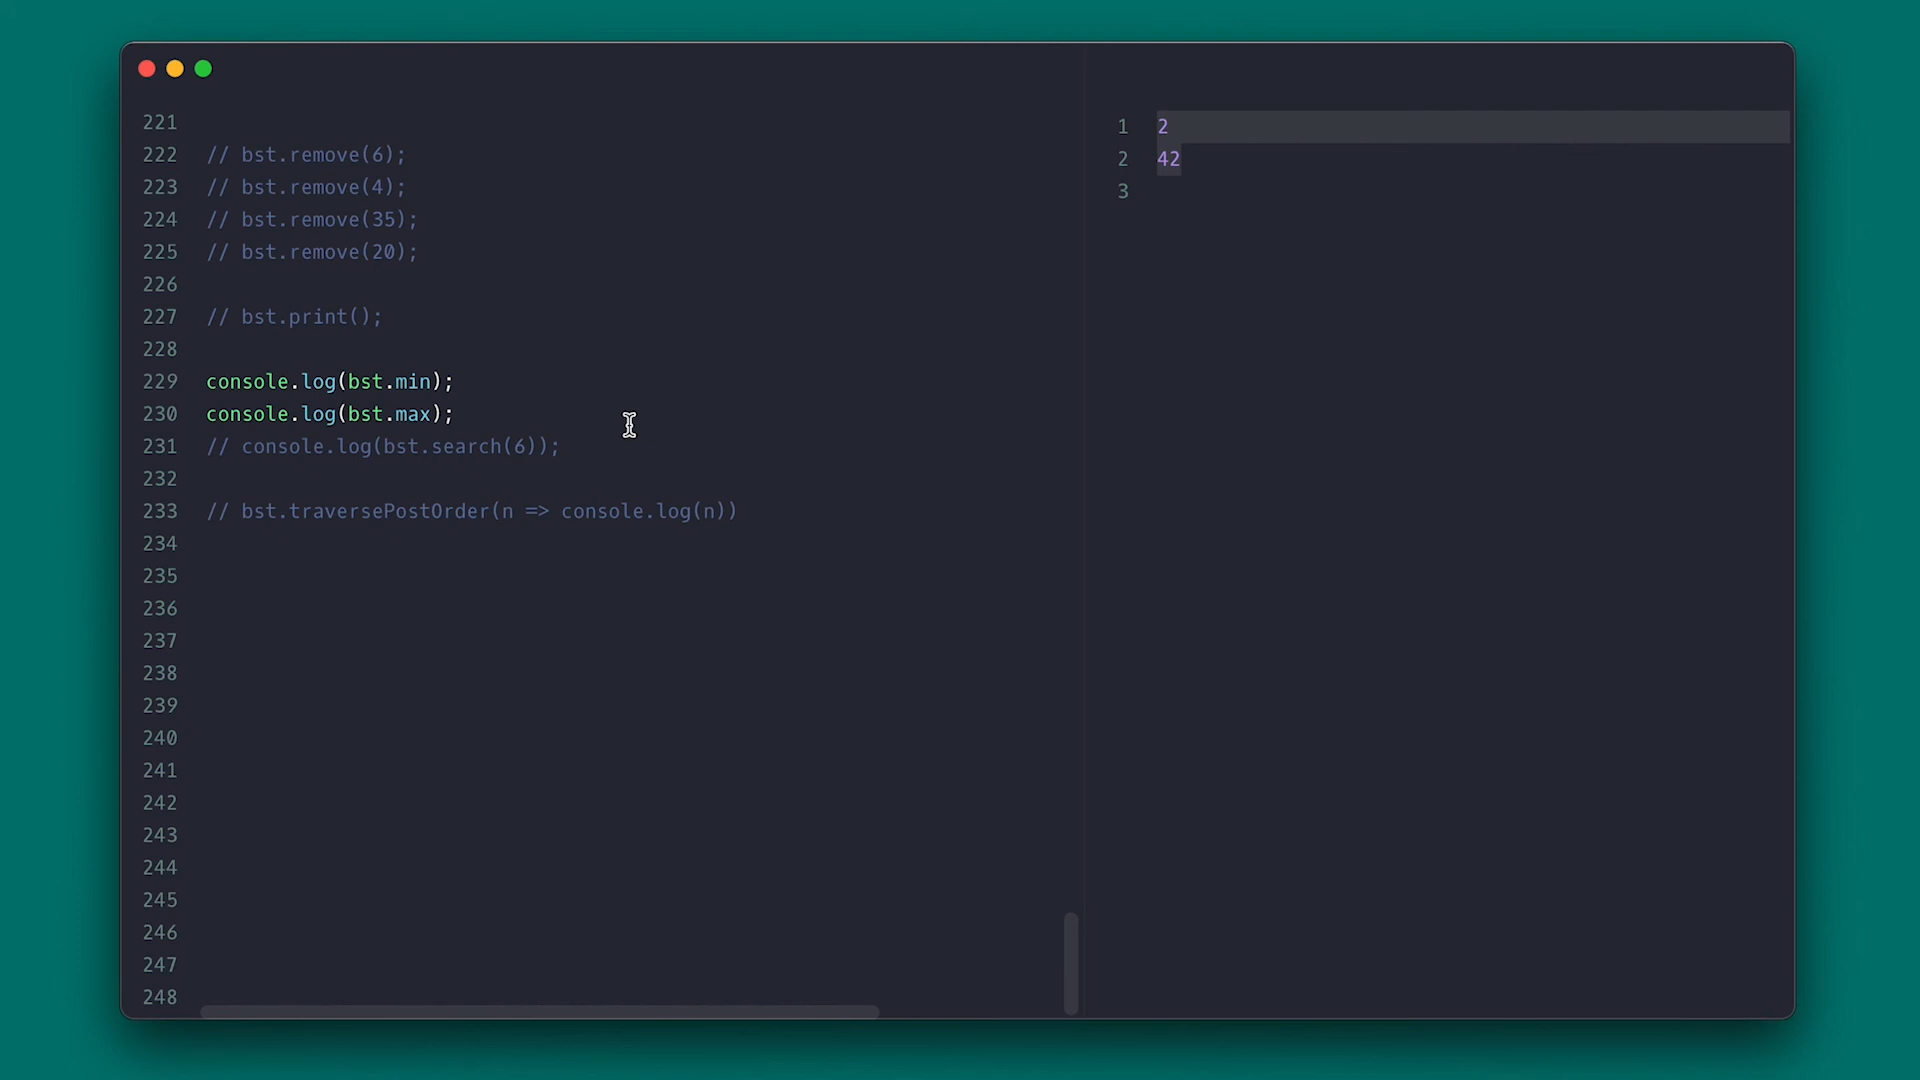 221
222 // bst.remove(6);
223 // bst.remove(4);
224 // bst.remove(35);
225 // bst.remove(20);
226
227 // bst.print();
228
229 console.log(bst.min);
230 console.log(bst.max);
231 // console.log(bst.search(6));
232
233 // bst.traversePostOrder(n => console.log(n))
234
235
236
237
238
239
240
241
242
243
244
245
246
247
248
1 2
2 42
3